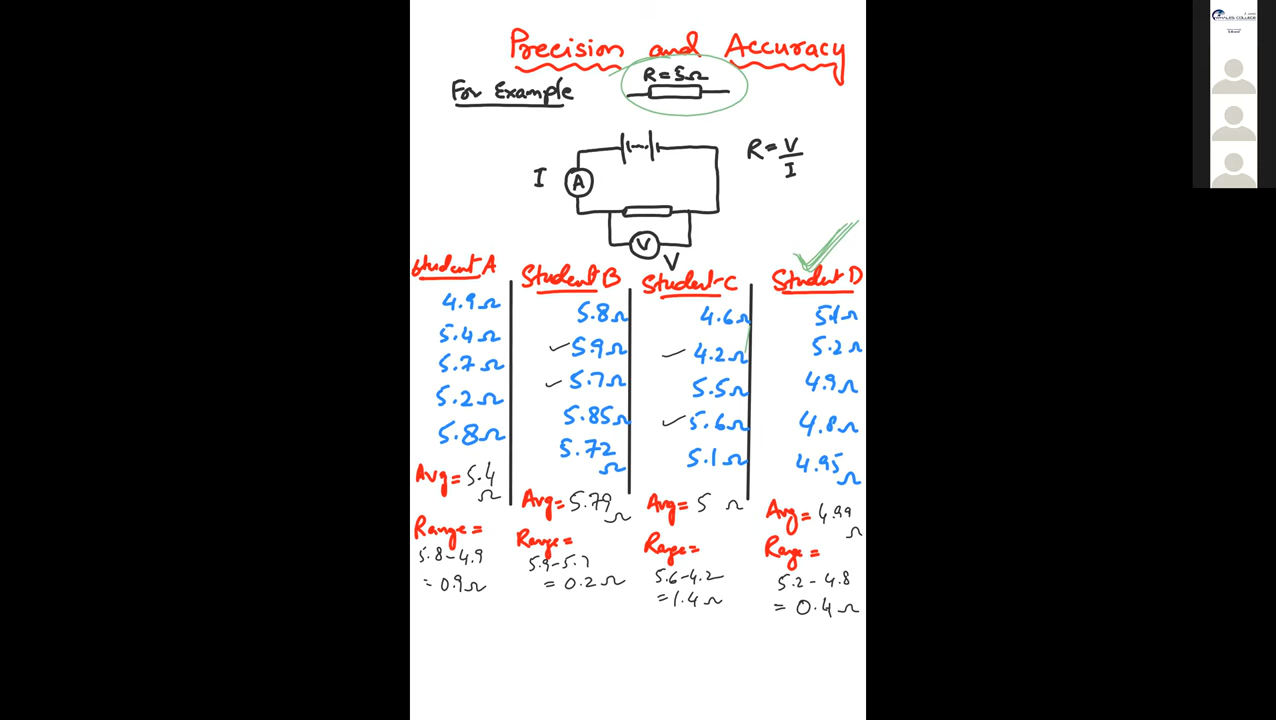 Precision and Accuracy
R = 5Ω
For Example
R = V/I
I
A
V
V
Student A
4.9Ω
5.4Ω
5.7Ω
5.2Ω
5.8Ω
Avg = 5.4Ω
Range =
5.8 - 4.9
= 0.9Ω
Student B
5.8Ω
5.9Ω
5.7Ω
5.85Ω
5.72Ω
Avg = 5.79Ω
Range =
5.9 - 5.7
= 0.2Ω
Student C
4.6Ω
4.2Ω
5.5Ω
5.6Ω
5.1Ω
Avg = 5 Ω
Range =
5.6 - 4.2
= 1.4Ω
Student D
5.1Ω
5.2Ω
4.9Ω
4.8Ω
4.95Ω
Avg = 4.99Ω
Range =
5.2 - 4.8
= 0.4Ω
COLLEGE